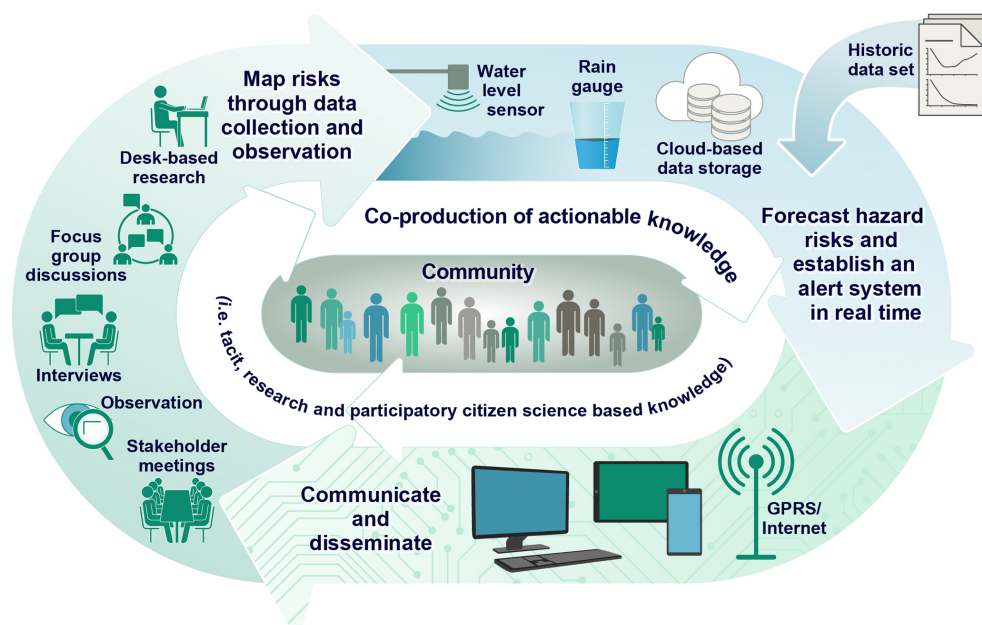 Map risks
through data
collection and
observation
Desk-based
research
Focus
group
discussions
Interviews
Observation
Stakeholder
meetings
Water
level
sensor
Rain
gauge
Cloud-based
data storage
Historic
data set
Forecast hazard
risks and
establish an
alert system
in real time
Co-production of actionable knowledge
Community
(i.e. tacit, research and participatory citizen science based knowledge)
Communicate
and
disseminate
GPRS/
Internet